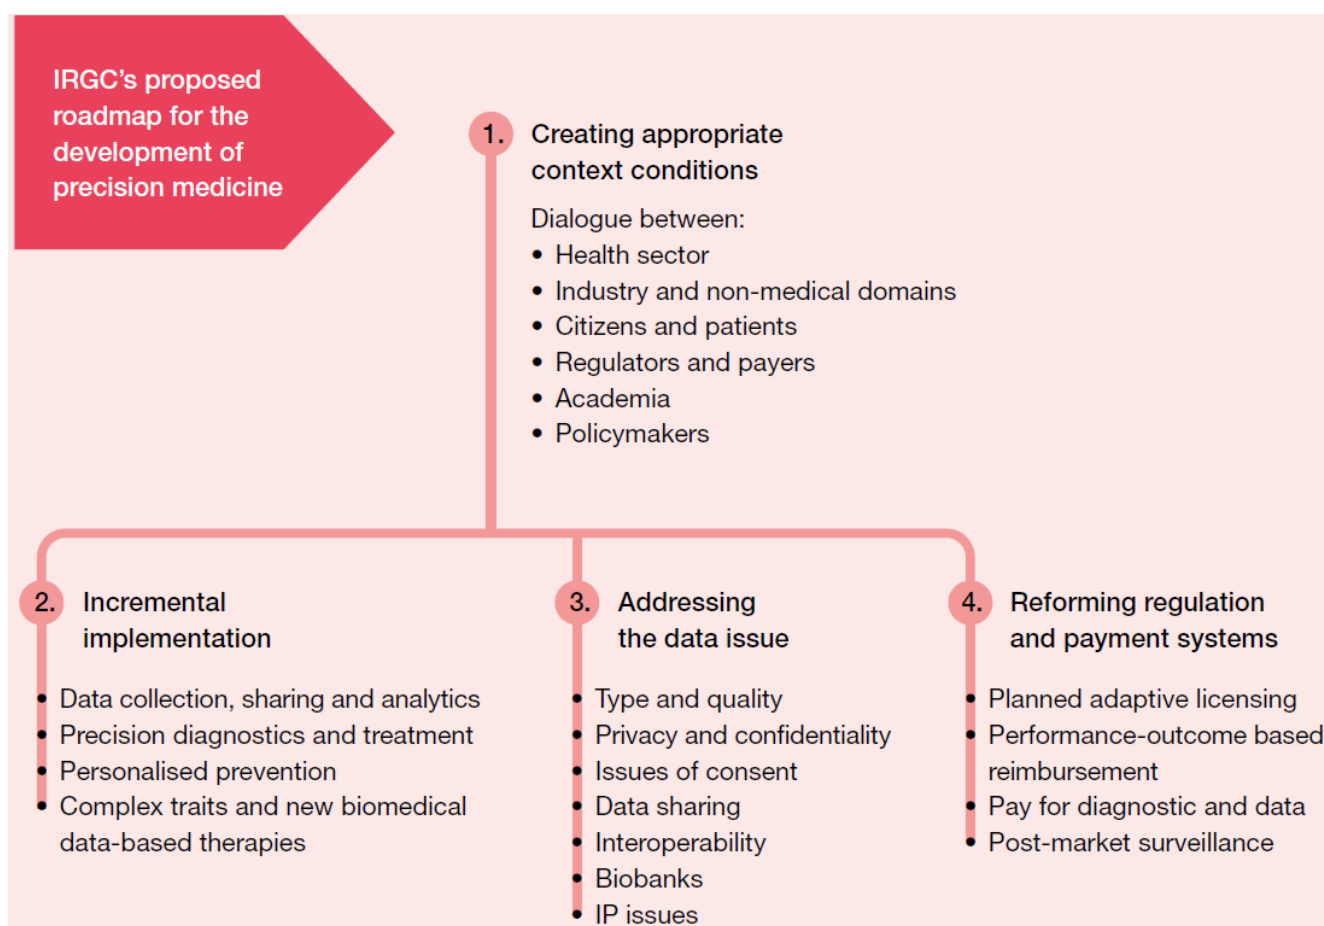 IRGC's proposed
roadmap for the
development of
precision medicine
1. Creating appropriate
context conditions
Dialogue between:
• Health sector
• Industry and non-medical domains
• Citizens and patients
• Regulators and payers
• Academia
• Policymakers
2. Incremental
implementation
• Data collection, sharing and analytics
• Precision diagnostics and treatment
• Personalised prevention
• Complex traits and new biomedical
data-based therapies
3. Addressing
the data issue
• Type and quality
• Privacy and confidentiality
• Issues of consent
• Data sharing
• Interoperability
• Biobanks
• IP issues
4. Reforming regulation
and payment systems
• Planned adaptive licensing
• Performance-outcome based
reimbursement
• Pay for diagnostic and data
• Post-market surveillance